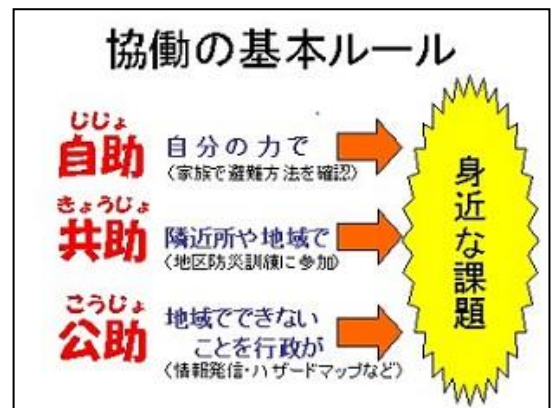 協働の基本ルール
じじょ
自助
自分の力で
〈家族で避難方法を確認〉
きょうじょ
共助
隣近所や地域で
〈地区防災訓練に参加〉
こうじょ
公助
地域でできない
ことを行政が
〈情報発信・ハザードマップなど〉
身近な課題